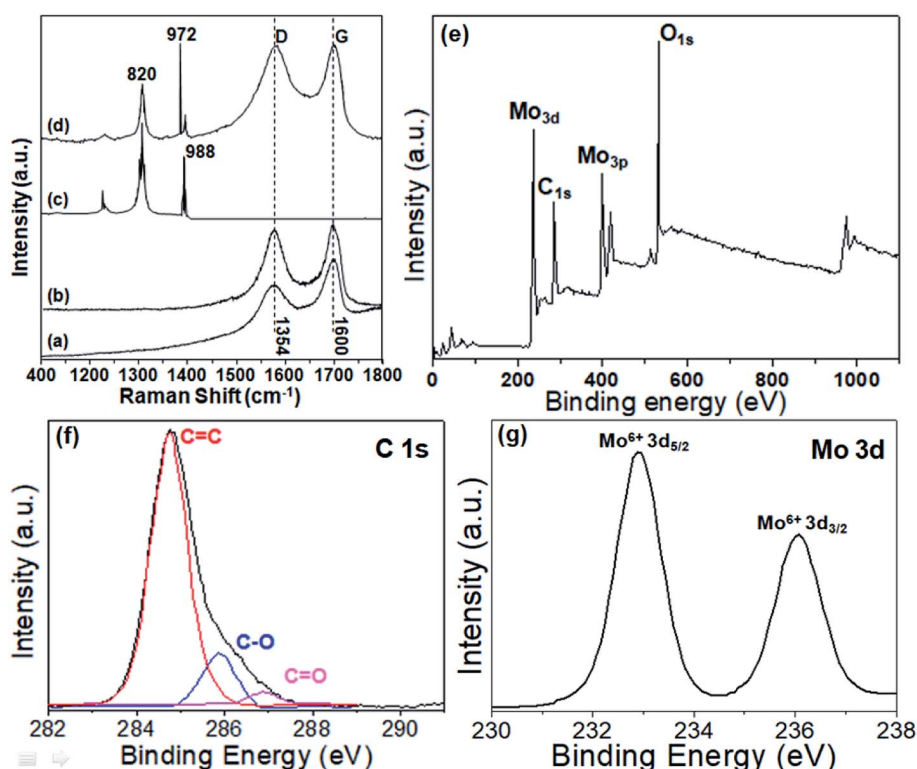 972
D
G
820
(d)
(c)
988
(b)
(a)
1354
1600
Intensity (a.u.)
400 1200 1300 1400 1500 1600 1700 1800
Raman Shift (cm⁻¹)
(e)
O₁ₛ
Mo₃d
C₁ₛ
Mo₃ₚ
Intensity (a.u.)
0 200 400 600 800 1000
Binding energy (eV)
(f)
C=C
C 1s
C-O
C=O
Intensity (a.u.)
282 284 286 288 290
Binding Energy (eV)
(g)
Mo⁶⁺ 3d₅/₂
Mo 3d
Mo⁶⁺ 3d₃/₂
Intensity (a.u.)
230 232 234 236 238
Binding Energy (eV)